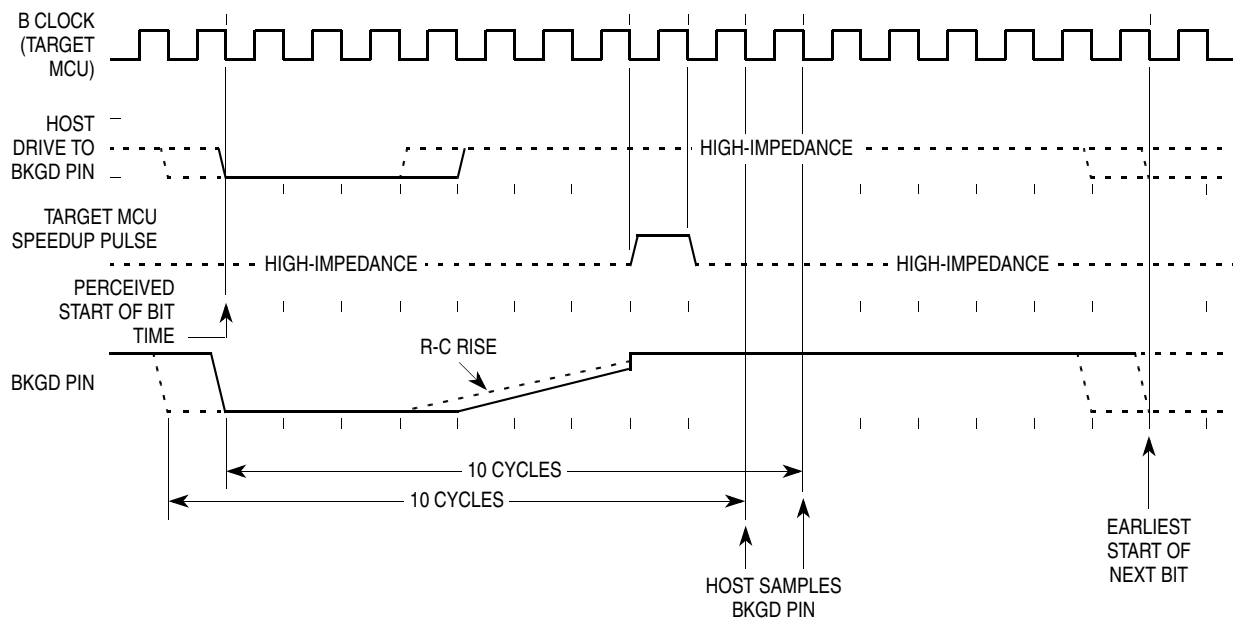 B CLOCK
(TARGET
MCU)
HOST
DRIVE TO
BKGD PIN
HIGH-IMPEDANCE
TARGET MCU
SPEEDUP PULSE
HIGH-IMPEDANCE
HIGH-IMPEDANCE
PERCEIVED
START OF BIT
TIME
R-C RISE
BKGD PIN
10 CYCLES
10 CYCLES
EARLIEST
START OF
NEXT BIT
HOST SAMPLES
BKGD PIN